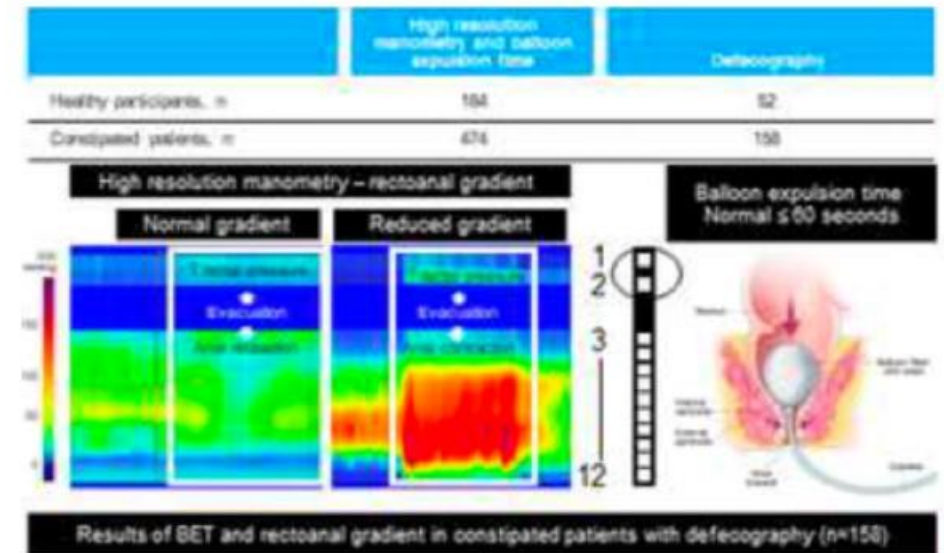 High resolution
manometry and balloon
expulsion time
Defecography
Healthy participants, n
184
52
Constipated patients, n
474
158
High resolution manometry – rectoanal gradient
Balloon expulsion time
Normal ≤ 60 seconds
Normal gradient
Reduced gradient
1
2
3
12
rectal pressure
rectal pressure
Evacuation
Evacuation
Anal relaxation
Anal contraction
Results of BET and rectoanal gradient in constipated patients with defecography (n=158)